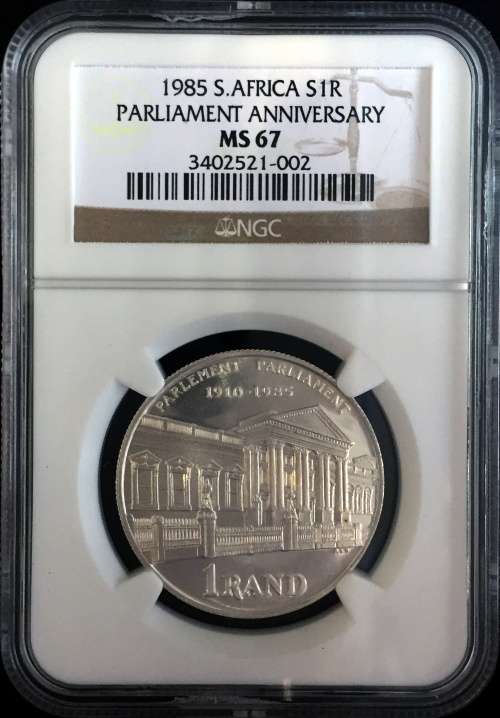 1985 S.AFRICA S1R
PARLIAMENT ANNIVERSARY
MS 67
3402521-002
NGC
PARLEMENT PARLIAMENT
1910-1985
1 RAND